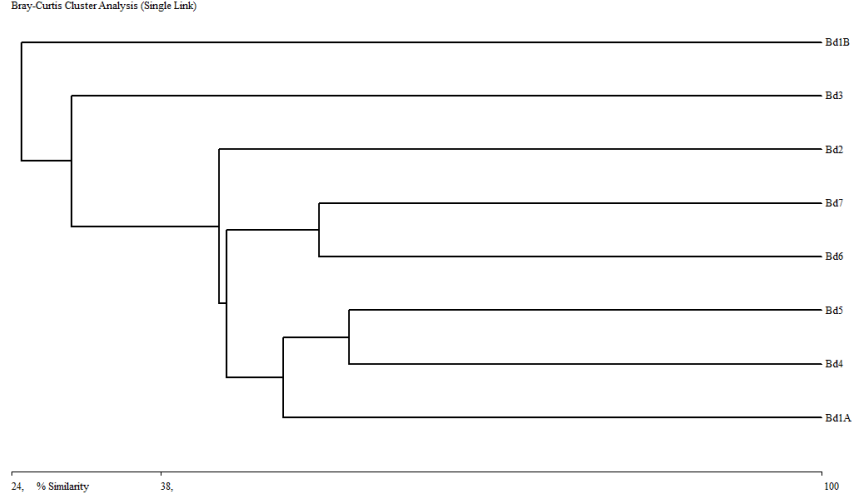 Bray-Curtis Cluster Analysis (Single Link)
Bd1B
Bd3
Bd2
Bd7
Bd6
Bd5
Bd4
Bd1A
24, % Similarity 38, 100